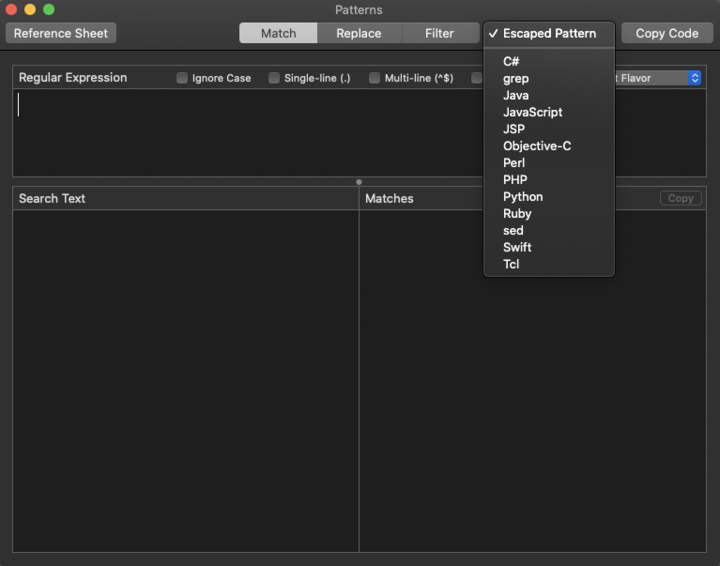 Patterns
Reference Sheet
Match
Replace
Filter
✓ Escaped Pattern
Copy Code
C#
grep
Java
JavaScript
JSP
Objective-C
Perl
PHP
Python
Ruby
sed
Swift
Tcl
Regular Expression
Ignore Case
Single-line (.)
Multi-line (^$)
Flavor
Search Text
Matches
Copy